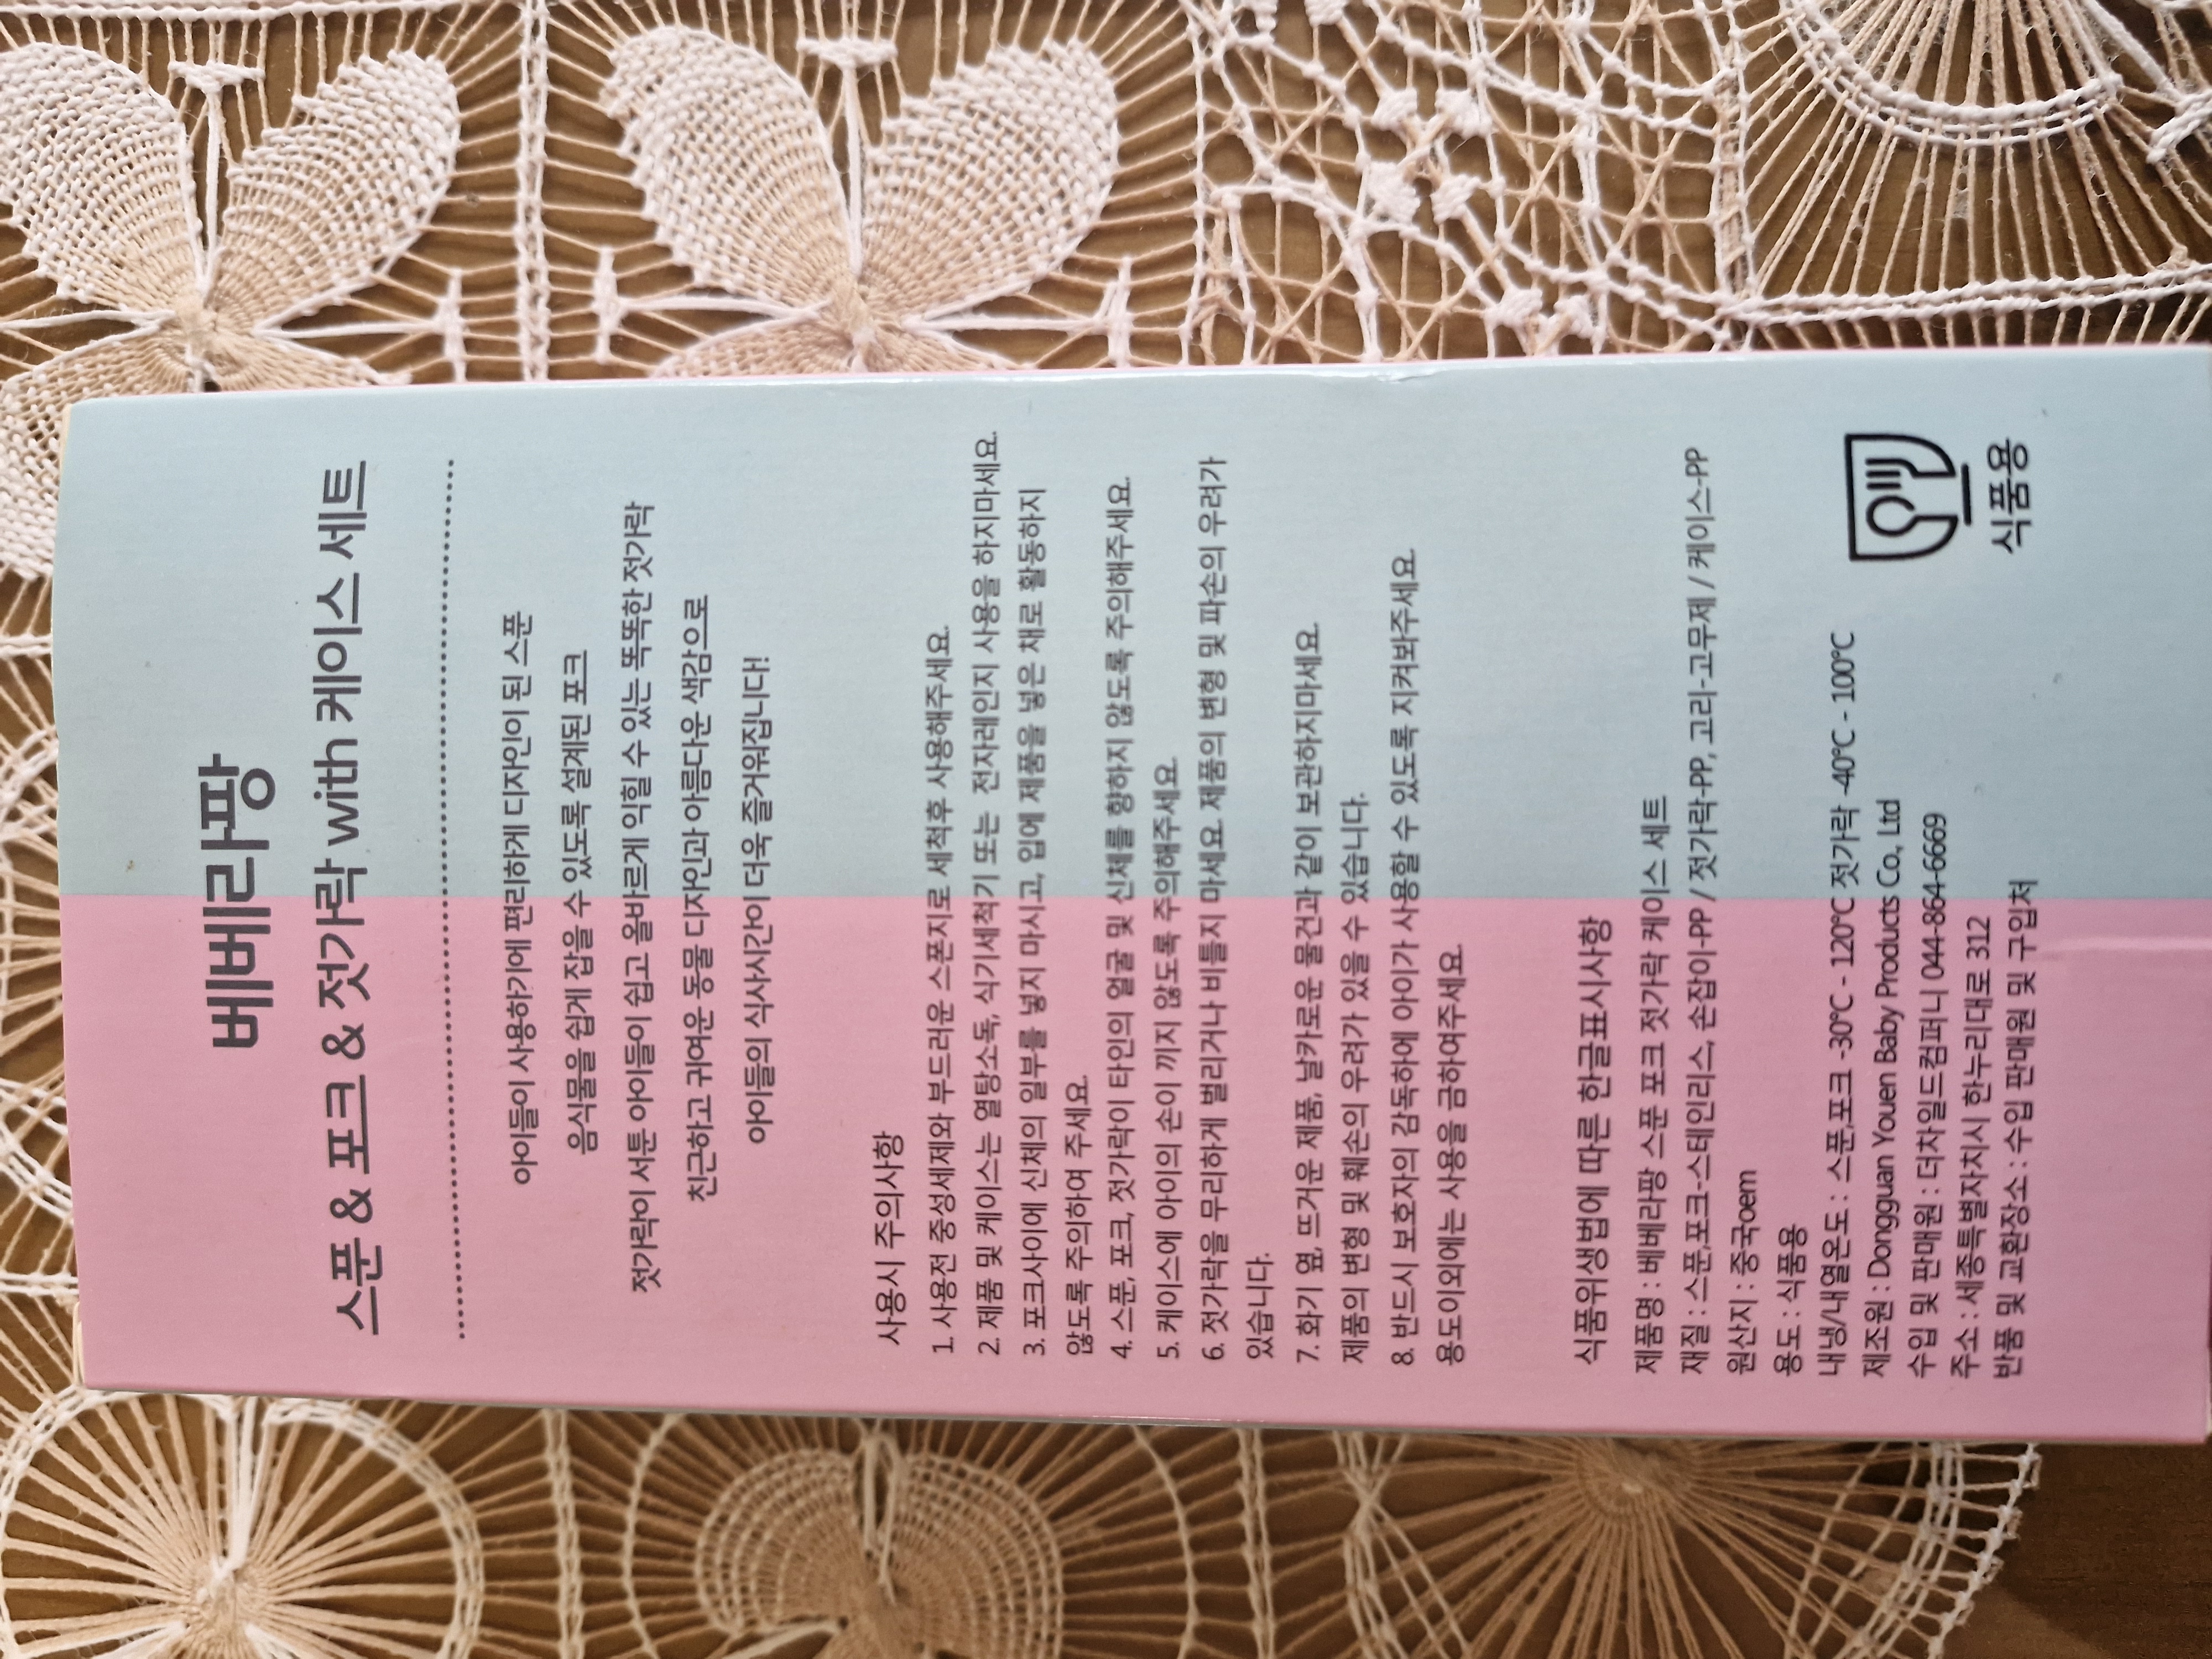 베베라팡
스푼 & 포크 & 젓가락 with 케이스 세트
아이들이 사용하기에 편리하게 디자인이 된 스푼
음식물을 쉽게 잡을 수 있도록 설계된 포크
젓가락이 서툰 아이들이 쉽고 올바르게 익힐 수 있는 똑똑한 젓가락
친근하고 귀여운 동물 디자인과 아름다운 색감으로
아이들의 식사시간이 더욱 즐거워집니다!
사용시 주의사항
1. 사용전 중성세제와 부드러운 스폰지로 세척후 사용해주세요.
2. 제품 및 케이스는 열탕소독, 식기세척기 또는 전자레인지 사용을 하지마세요.
3. 포크사이에 신체의 일부를 넣지 마시고, 입에 제품을 넣은 채로 활동하지
않도록 주의하여 주세요.
4. 스푼, 포크, 젓가락이 타인의 얼굴 및 신체를 향하지 않도록 주의해주세요.
5. 케이스에 아이의 손이 끼지 않도록 주의해주세요.
6. 젓가락을 무리하게 벌리거나 비틀지 마세요. 제품의 변형 및 파손의 우려가
있습니다.
7. 화기 옆, 뜨거운 제품, 날카로운 물건과 같이 보관하지마세요.
제품의 변형 및 훼손의 우려가 있을 수 있습니다.
8. 반드시 보호자의 감독하에 아이가 사용할 수 있도록 지켜봐주세요.
용도이외에는 사용을 금하여주세요.
식품위생법에 따른 한글표시사항
제품명 : 베베라팡 스푼 포크 젓가락 케이스 세트
재질 : 스푼,포크-스테인리스, 손잡이-PP / 젓가락-PP, 고리-고무제 / 케이스-PP
원산지 : 중국oem
용도 : 식품용
내냉/내열온도 : 스푼,포크 -30℃ - 120℃ 젓가락 -40℃ - 100℃
제조원 : Dongguan Youen Baby Products Co., Ltd
수입 및 판매원 : 더차일드컴퍼니 044-864-6669
주소 : 세종특별자치시 한누리대로 312
반품 및 교환장소 : 수입 판매원 및 구입처
식품용